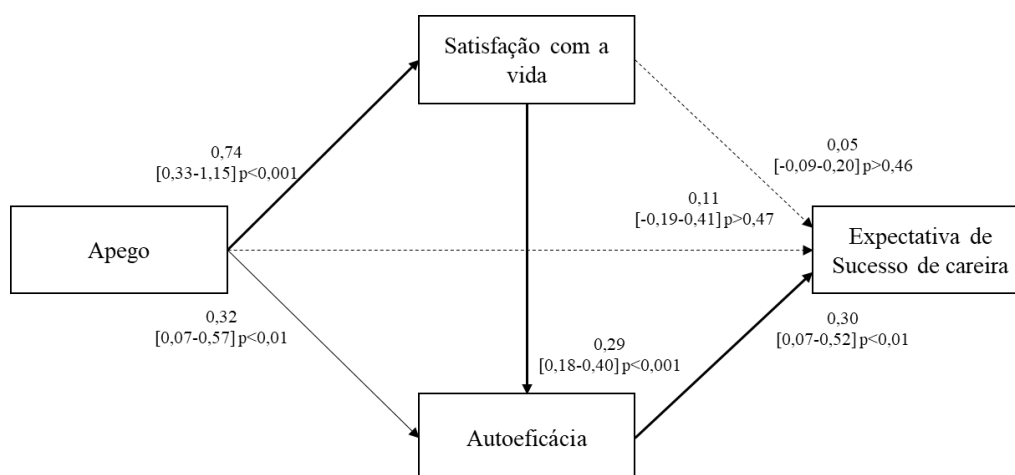 Satisfação com a
vida
0,74
[0,33-1,15] p<0,001
0,05
[-0,09-0,20] p>0,46
0,11
[-0,19-0,41] p>0,47
Apego
Expectativa de
Sucesso de careira
0,32
[0,07-0,57] p<0,01
0,29
[0,18-0,40] p<0,001
0,30
[0,07-0,52] p<0,01
Autoeficácia